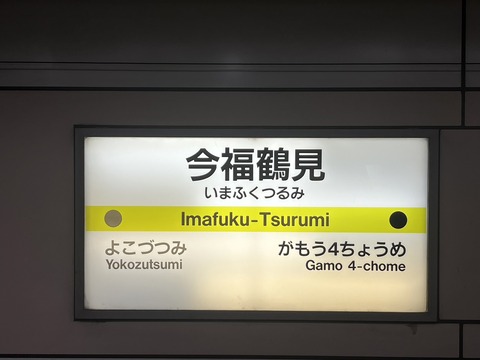 今福鶴見
いまふくつるみ
Imafuku-Tsurumi
よこづつみ
Yokozutsumi
がもう4ちょうめ
Gamo 4-chome